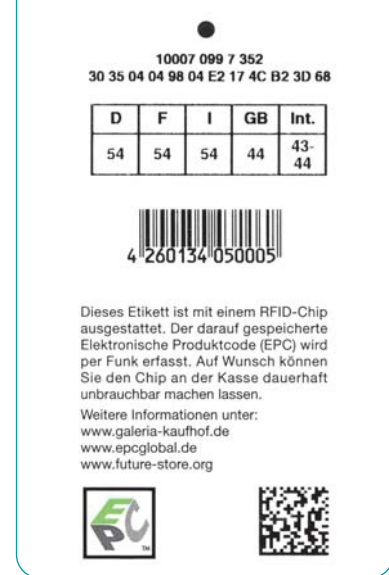 10007 099 7 352
30 35 04 04 98 04 E2 17 4C B2 3D 68
D F I GB Int.
54 54 54 44 43-
44
4 260134 050005
Dieses Etikett ist mit einem RFID-Chip
ausgestattet. Der darauf gespeicherte
Elektronische Produktcode (EPC) wird
per Funk erfasst. Auf Wunsch können
Sie den Chip an der Kasse dauerhaft
unbrauchbar machen lassen.
Weitere Informationen unter:
www.galeria-kaufhof.de
www.epcglobal.de
www.future-store.org
EPC
TM